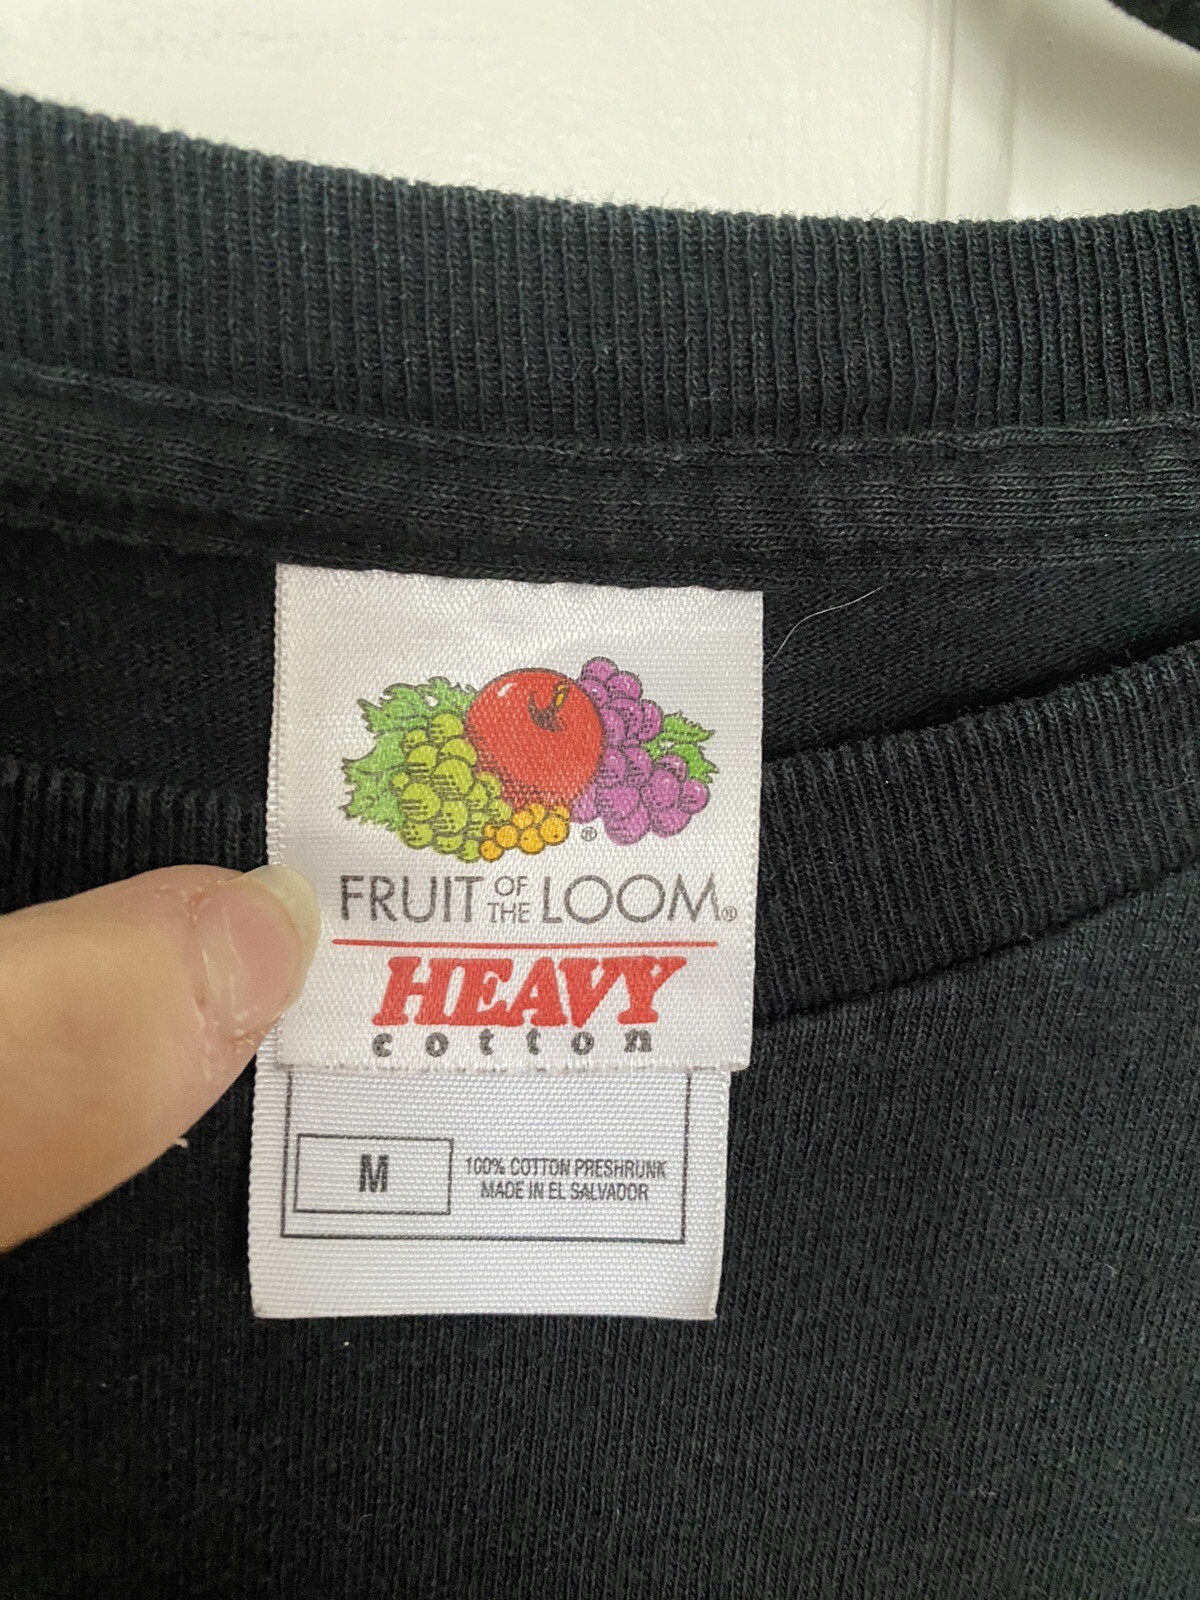 ®
FRUIT OF THE LOOM®
HEAVY
cotton
M
100% COTTON PRESHRUNK
MADE IN EL SALVADOR